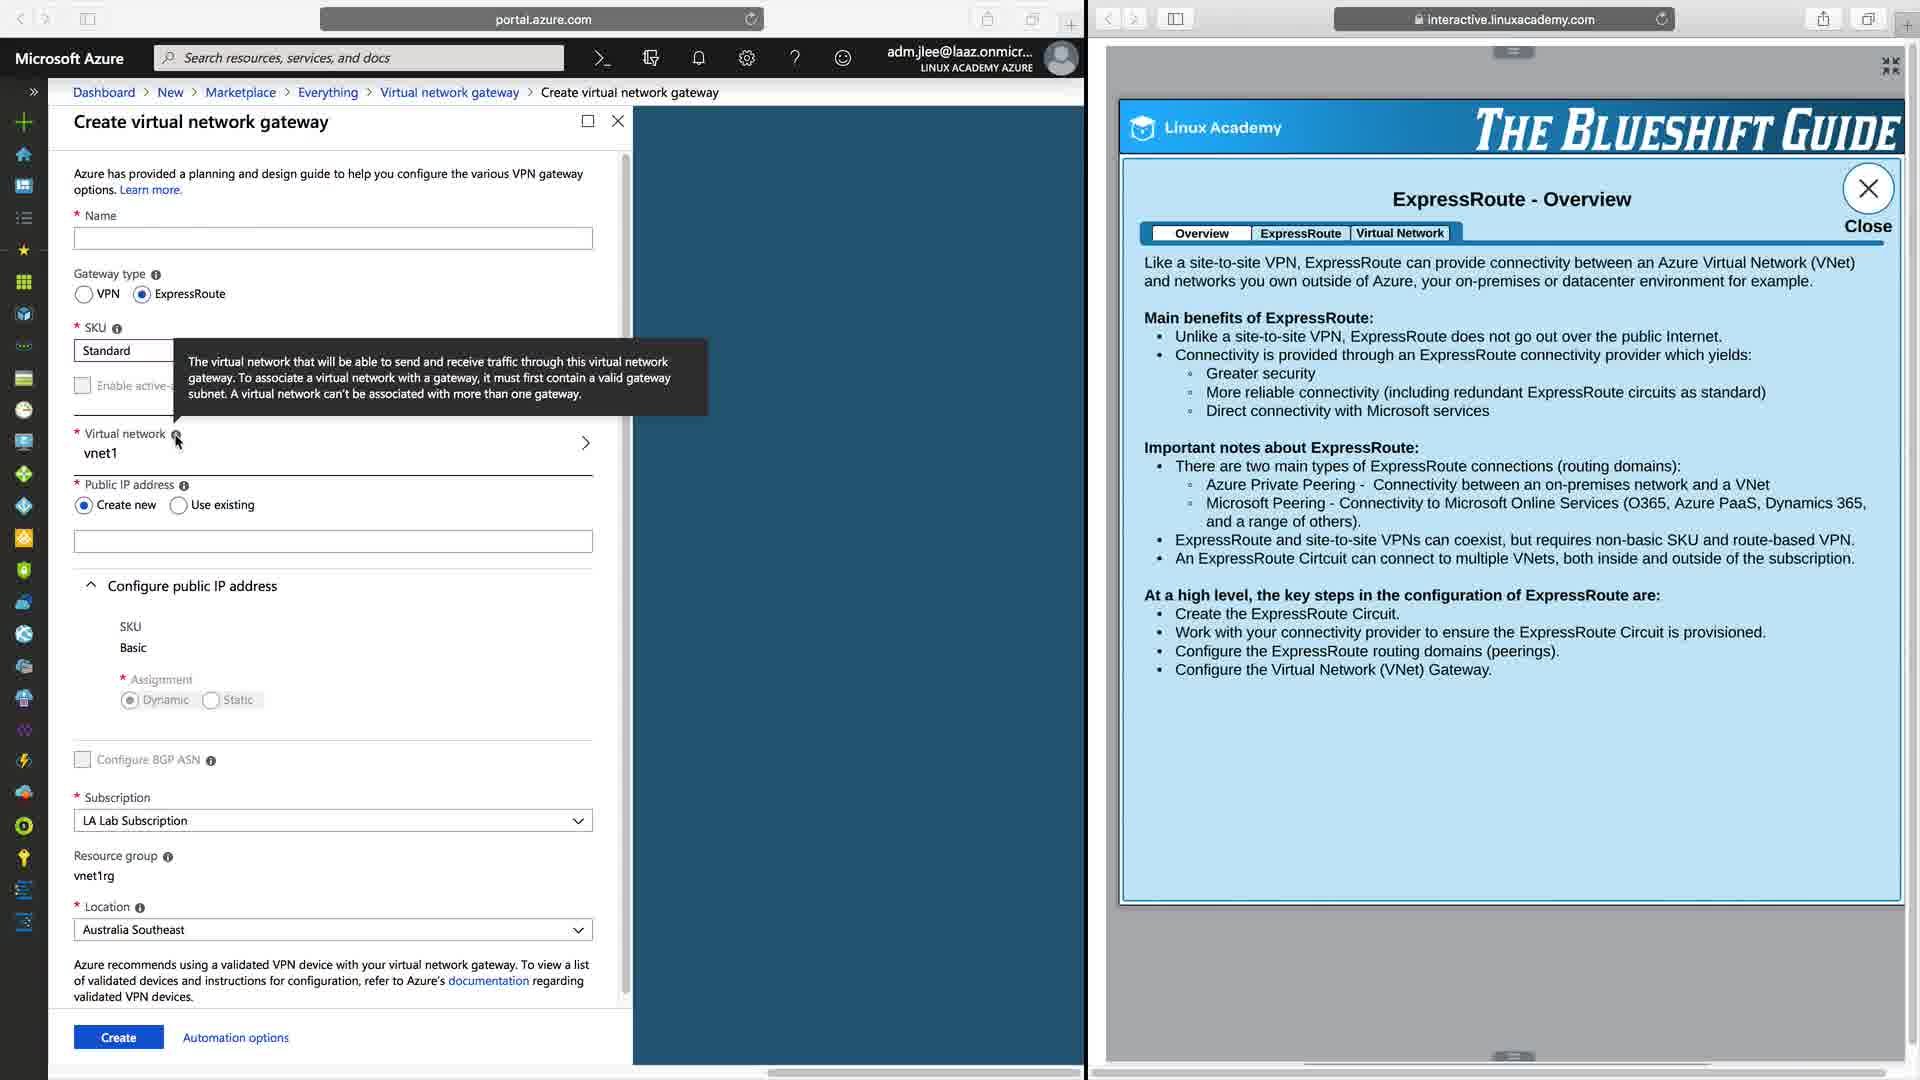 portal.azure.com
Microsoft Azure
Search resources, services, and docs
adm.jlee@laaz.onmicr...
LINUX ACADEMY AZURE
Dashboard > New > Marketplace > Everything > Virtual network gateway > Create virtual network gateway
Create virtual network gateway
Azure has provided a planning and design guide to help you configure the various VPN gateway
options. Learn more.
* Name
Gateway type
VPN ExpressRoute
* SKU
Standard
The virtual network that will be able to send and receive traffic through this virtual network
gateway. To associate a virtual network with a gateway, it must first contain a valid gateway
subnet. A virtual network can't be associated with more than one gateway.
Enable active-a
* Virtual network
vnet1
* Public IP address
Create new Use existing
Configure public IP address
SKU
Basic
* Assignment
Dynamic Static
Configure BGP ASN
* Subscription
LA Lab Subscription
Resource group
vnet1rg
* Location
Australia Southeast
Azure recommends using a validated VPN device with your virtual network gateway. To view a list
of validated devices and instructions for configuration, refer to Azure's documentation regarding
validated VPN devices.
Create Automation options
interactive.linuxacademy.com
Linux Academy
THE BLUESHIFT GUIDE
ExpressRoute - Overview
Close
Overview ExpressRoute Virtual Network
Like a site-to-site VPN, ExpressRoute can provide connectivity between an Azure Virtual Network (VNet)
and networks you own outside of Azure, your on-premises or datacenter environment for example.
Main benefits of ExpressRoute:
• Unlike a site-to-site VPN, ExpressRoute does not go out over the public Internet.
• Connectivity is provided through an ExpressRoute connectivity provider which yields:
◦ Greater security
◦ More reliable connectivity (including redundant ExpressRoute circuits as standard)
◦ Direct connectivity with Microsoft services
Important notes about ExpressRoute:
• There are two main types of ExpressRoute connections (routing domains):
◦ Azure Private Peering - Connectivity between an on-premises network and a VNet
◦ Microsoft Peering - Connectivity to Microsoft Online Services (O365, Azure PaaS, Dynamics 365,
and a range of others).
• ExpressRoute and site-to-site VPNs can coexist, but requires non-basic SKU and route-based VPN.
• An ExpressRoute Cirtcuit can connect to multiple VNets, both inside and outside of the subscription.
At a high level, the key steps in the configuration of ExpressRoute are:
• Create the ExpressRoute Circuit.
• Work with your connectivity provider to ensure the ExpressRoute Circuit is provisioned.
• Configure the ExpressRoute routing domains (peerings).
• Configure the Virtual Network (VNet) Gateway.